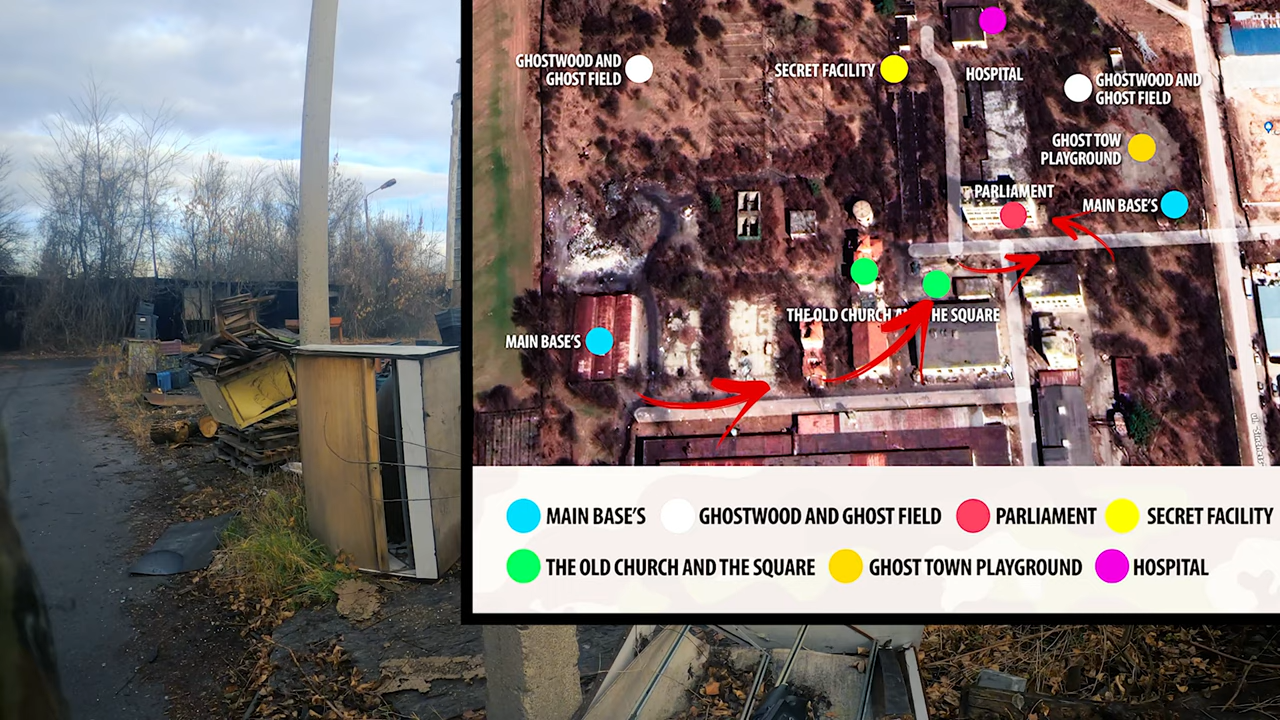 HOSPITAL
GHOSTWOOD AND
GHOST FIELD
SECRET FACILITY
GHOSTWOOD AND
GHOST FIELD
GHOST TOW
PLAYGROUND
PARLIAMENT
MAIN BASE'S
THE OLD CHURCH AND THE SQUARE
MAIN BASE'S
MAIN BASE'S
GHOSTWOOD AND GHOST FIELD
PARLIAMENT
SECRET FACILITY
THE OLD CHURCH AND THE SQUARE
GHOST TOWN PLAYGROUND
HOSPITAL